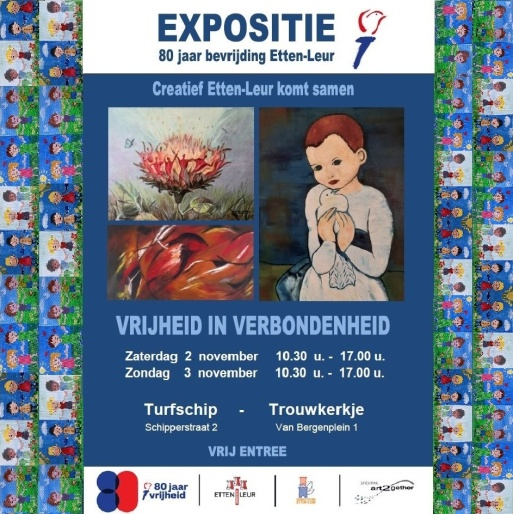 EXPOSITIE
80 jaar bevrijding Etten-Leur
Creatief Etten-Leur komt samen
VRIJHEID IN VERBONDENHEID
Zaterdag 2 november 10.30 u. - 17.00 u.
Zondag 3 november 10.30 u. - 17.00 u.
Turfschip - Trouwkerkje
Schipperstraat 2 Van Bergenplein 1
VRIJ ENTREE
80 jaar
vrijheid
ETTEN LEUR
art2gether